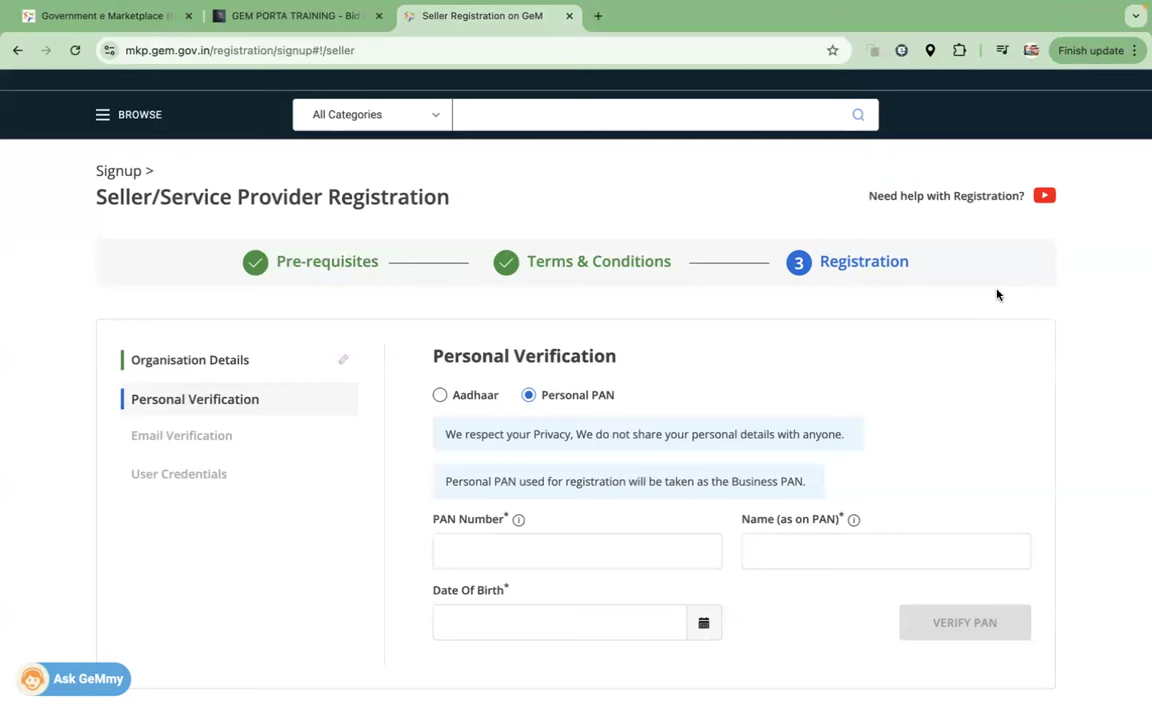 Government e Marketplace (
GEM PORTA TRAINING - Bid
Seller Registration on GeM
mkp.gem.gov.in/registration/signup#!/seller
Finish update
BROWSE
All Categories
Signup >
Seller/Service Provider Registration
Need help with Registration?
Pre-requisites
Terms & Conditions
3 Registration
Organisation Details
Personal Verification
Email Verification
User Credentials
Personal Verification
Aadhaar
Personal PAN
We respect your Privacy, We do not share your personal details with anyone.
Personal PAN used for registration will be taken as the Business PAN.
PAN Number*
Name (as on PAN)*
Date Of Birth*
VERIFY PAN
Ask GeMmy